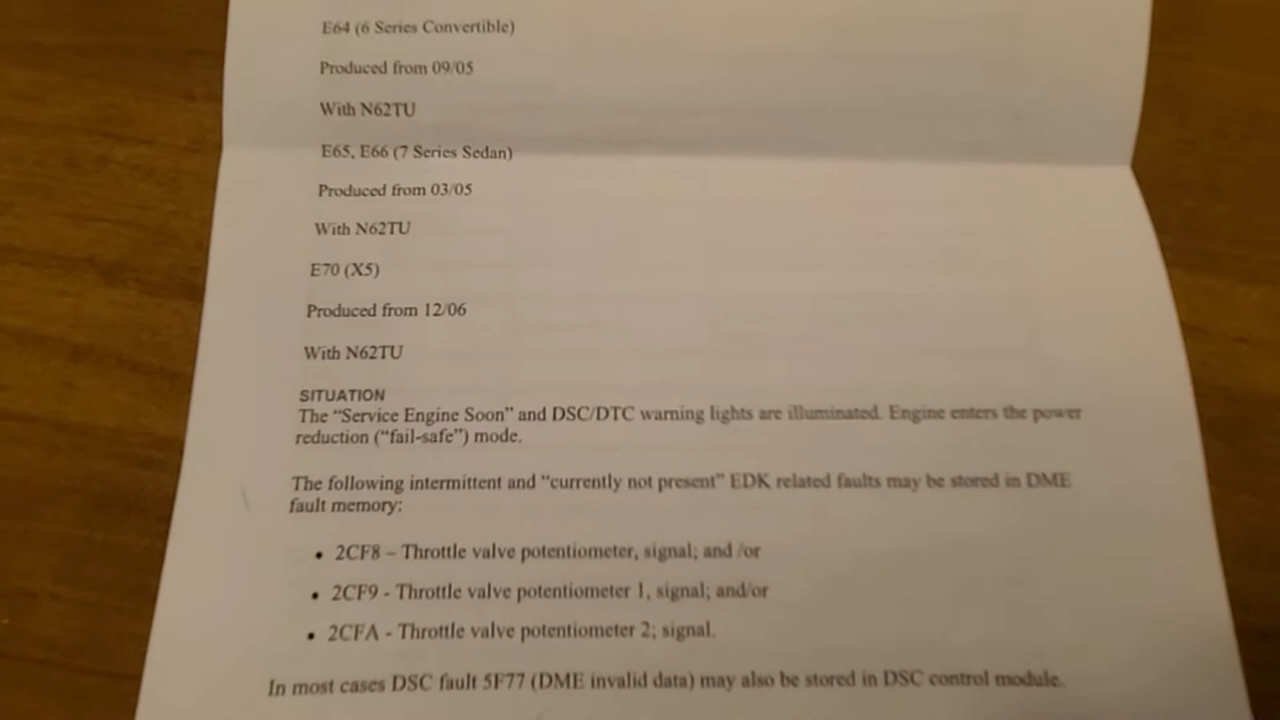 E64 (6 Series Convertible)
Produced from 09/05
With N62TU
E65, E66 (7 Series Sedan)
Produced from 03/05
With N62TU
E70 (X5)
Produced from 12/06
With N62TU
SITUATION
The “Service Engine Soon” and DSC/DTC warning lights are illuminated. Engine enters the power
reduction (“fail-safe”) mode.
The following intermittent and “currently not present” EDK related faults may be stored in DME
fault memory:
• 2CF8 – Throttle valve potentiometer, signal; and /or
• 2CF9 - Throttle valve potentiometer 1, signal; and/or
• 2CFA - Throttle valve potentiometer 2; signal.
In most cases DSC fault 5F77 (DME invalid data) may also be stored in DSC control module.